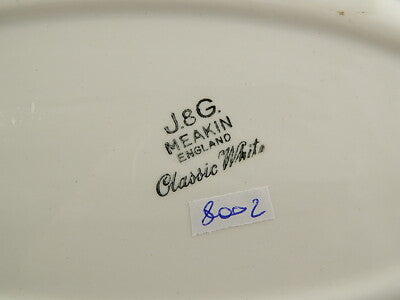 J.&G.
MEAKIN
ENGLAND
Classic White
8002